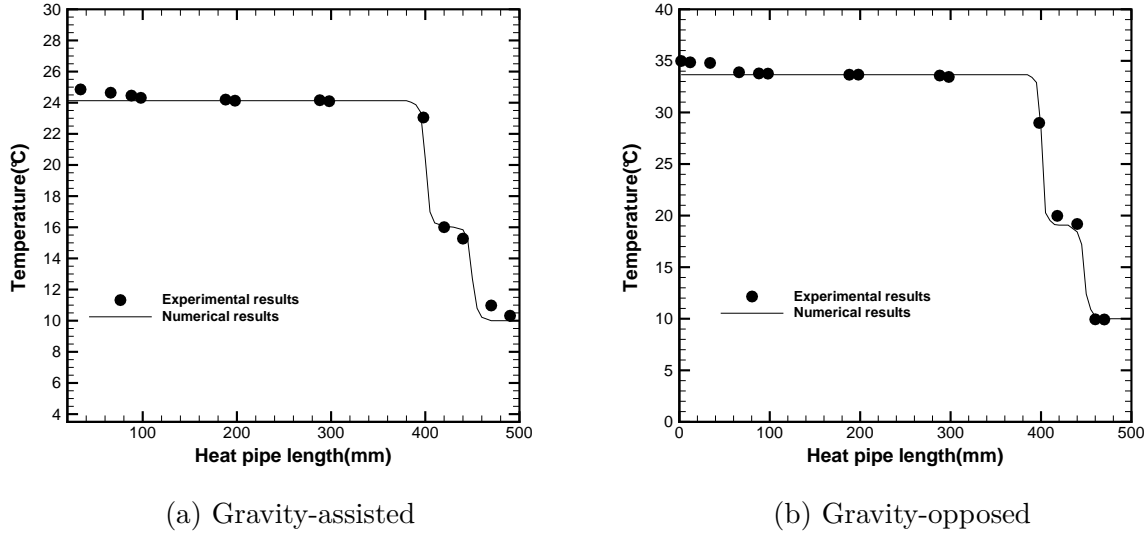 30
28
26
24
22
20
18
16
14
12
10
8
6
4
100 200 300 400 500
Temperature(°C)
Heat pipe length(mm)
Experimental results
Numerical results
(a) Gravity-assisted
40
35
30
25
20
15
10
5
0
0 100 200 300 400 500
Temperature(°C)
Heat pipe length(mm)
Experimental results
Numerical results
(b) Gravity-opposed